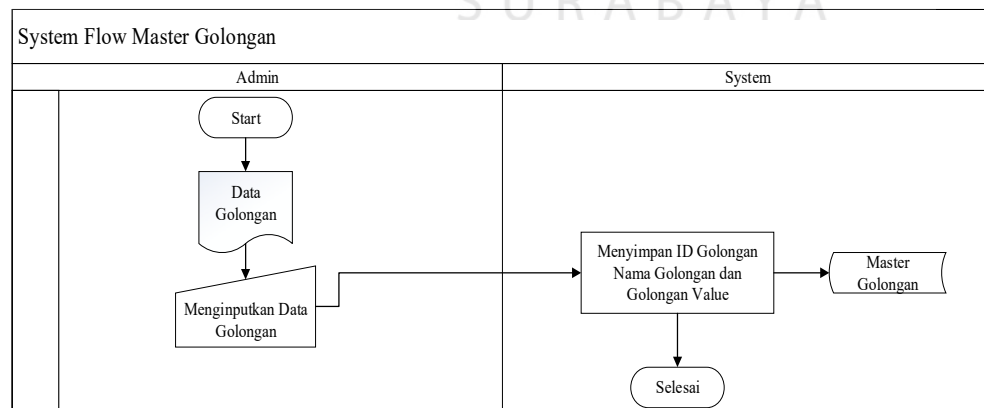 SURABAYA
System Flow Master Golongan
Admin
System
Start
Data
Golongan
Menginputkan Data
Golongan
Menyimpan ID Golongan
Nama Golongan dan
Golongan Value
Master
Golongan
Selesai